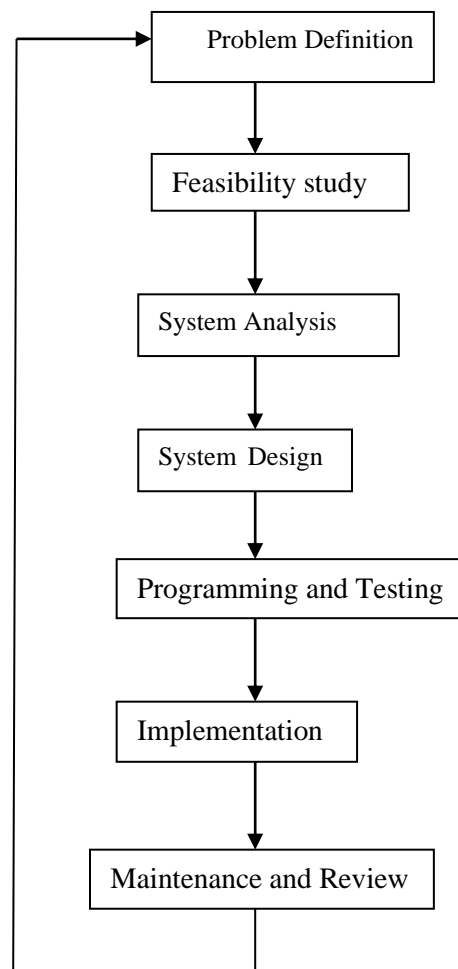 Problem Definition
Feasibility study
System Analysis
System Design
Programming and Testing
Implementation
Maintenance and Review